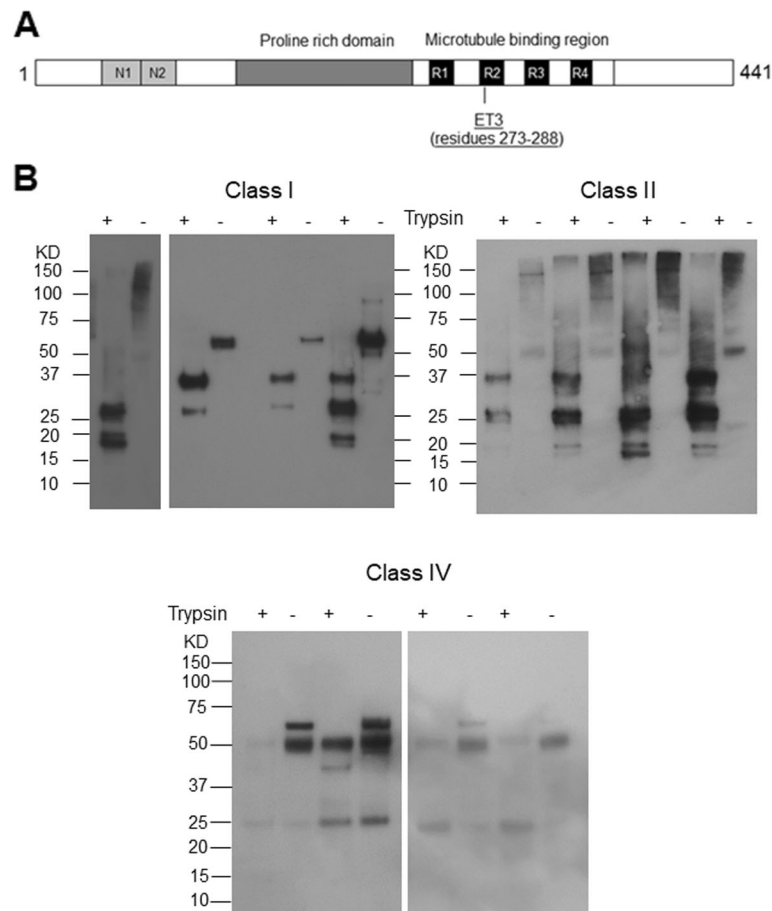 A
Proline rich domain Microtubule binding region
1 N1 N2 R1 R2 R3 R4 441
ET3
(residues 273-288)
B
Class I Class II
+ - + - + - + - Trypsin + - + - + - + -
KD KD
150 150
100 100
75 75
50 50
37 37
25 25
20 20
15 15
10 10
Class IV
Trypsin + - + - + - + -
KD
150
100
75
50
37
25
20
15
10